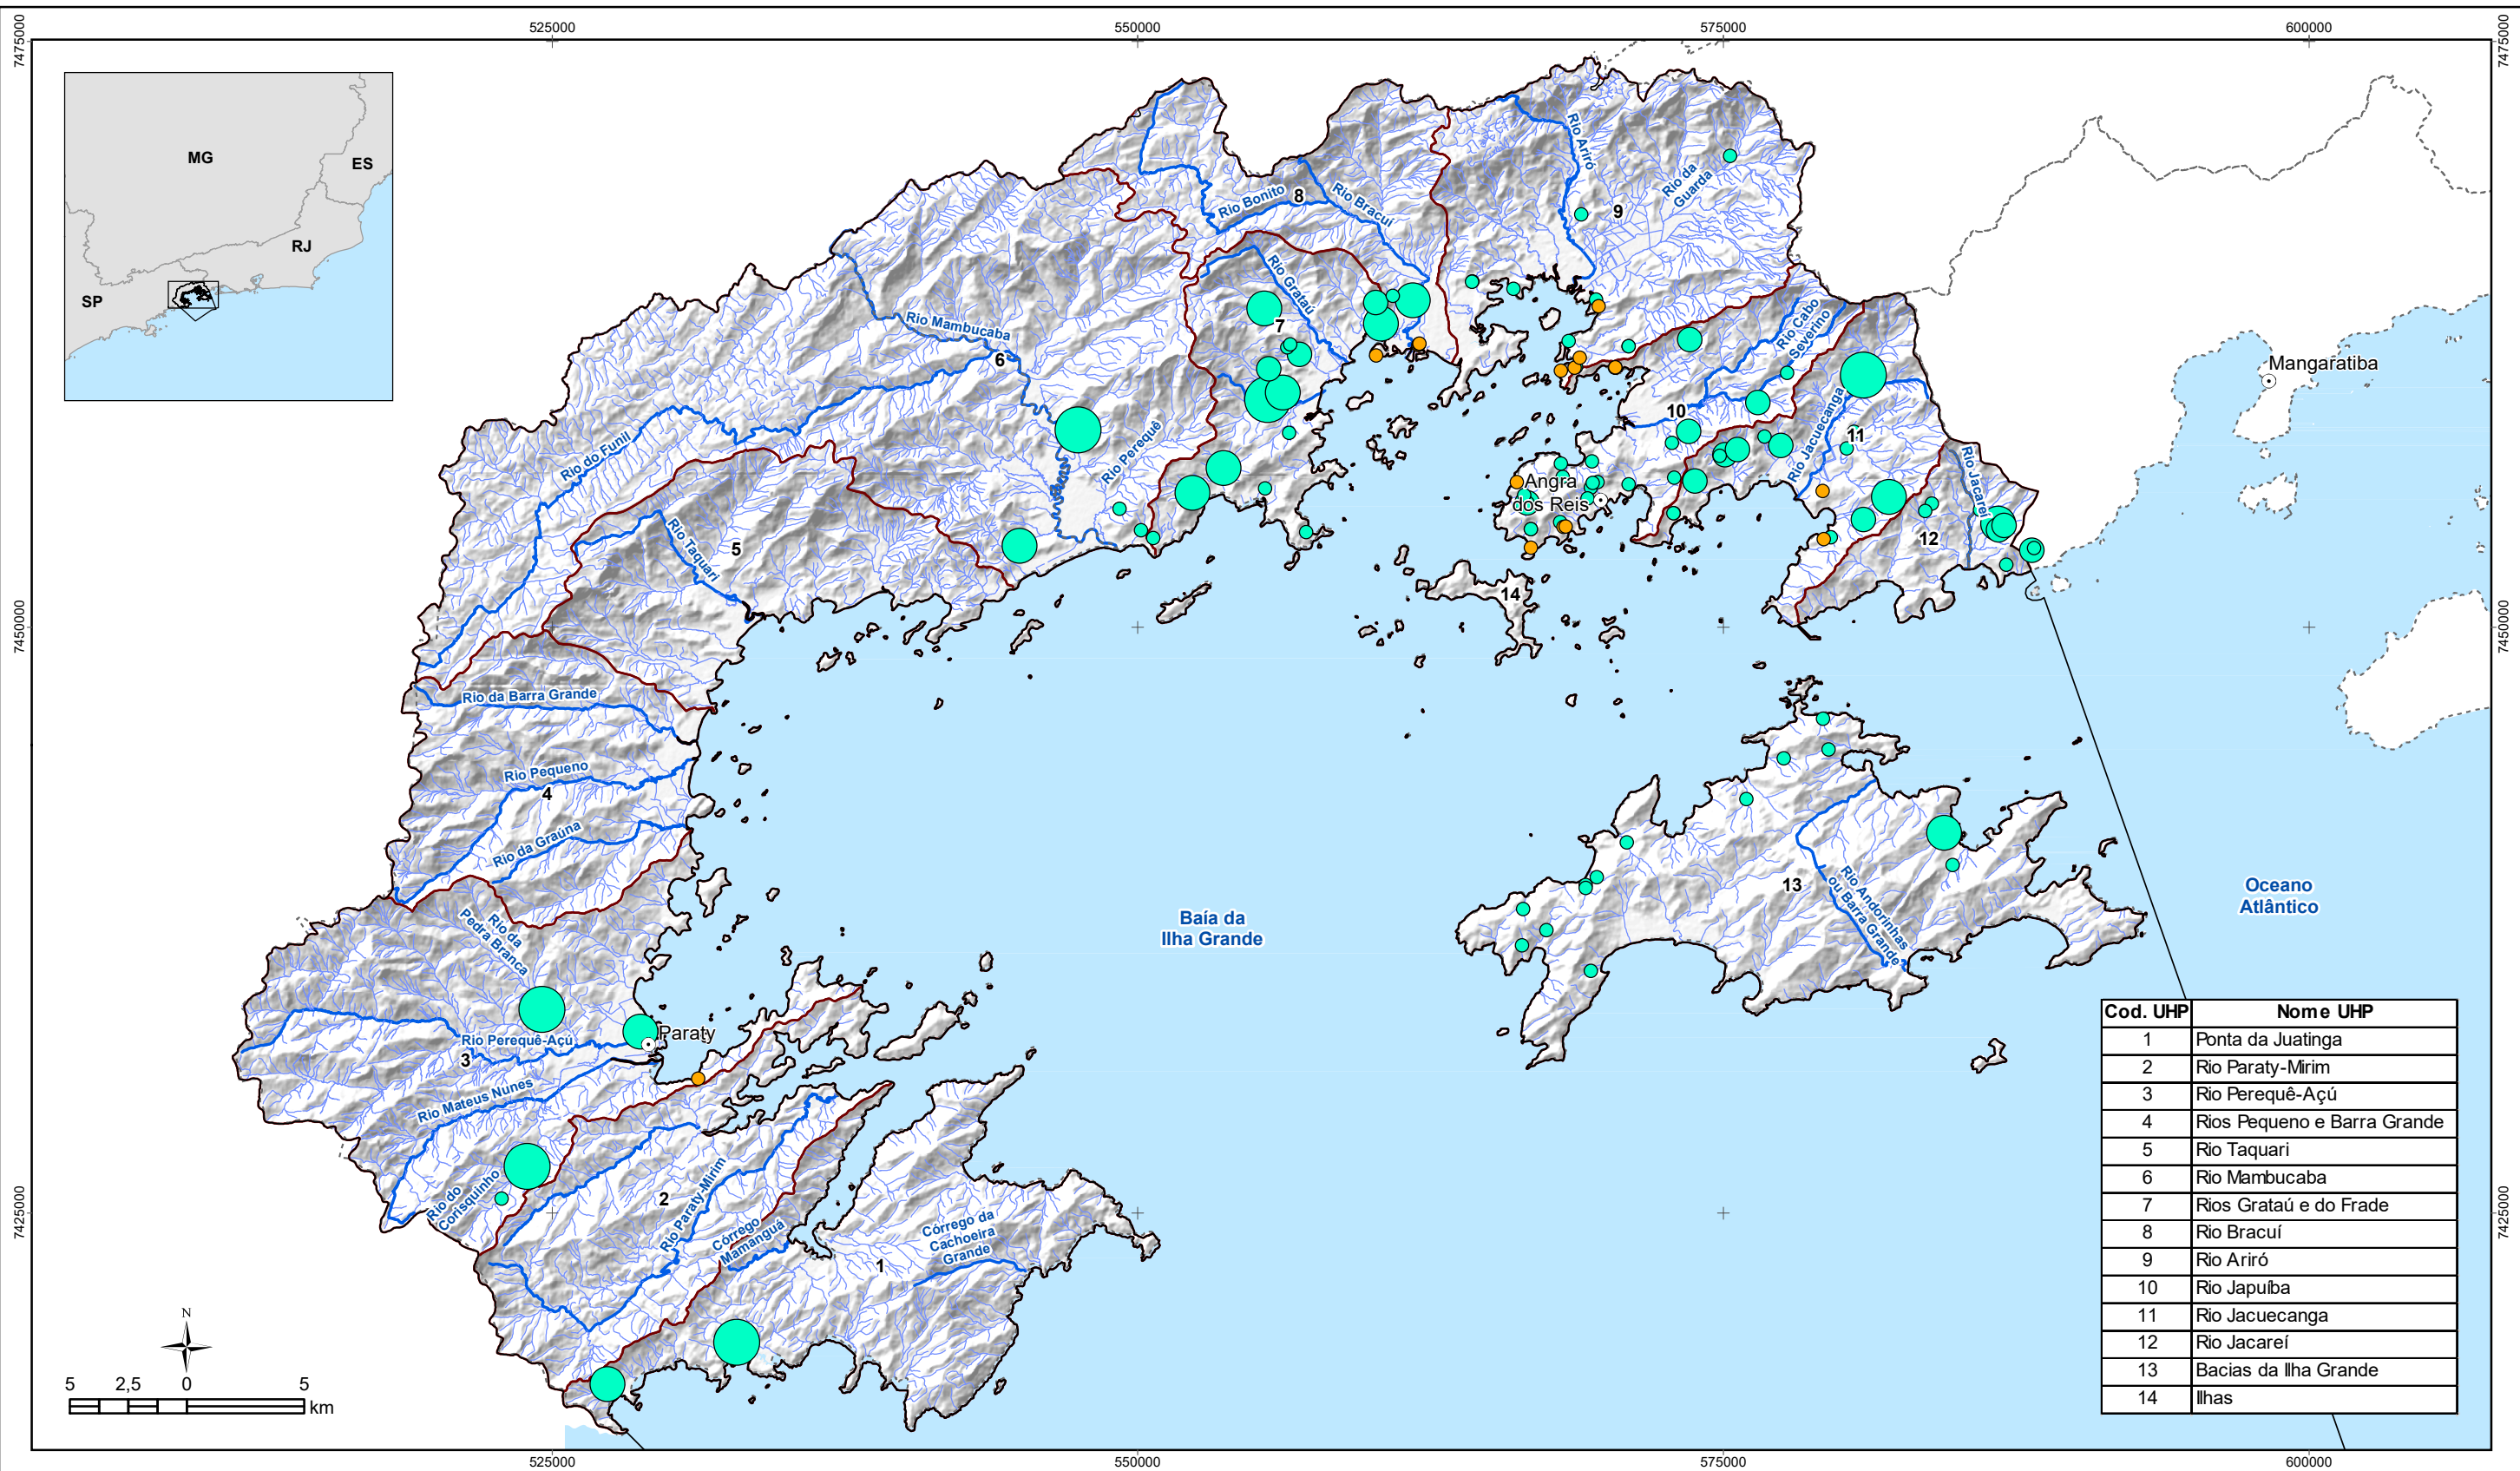 525000
550000
575000
600000
7475000
7475000
MG
ES
RJ
SP
Rio Ariró
Rio da
Guarda
9
8
Rio Bonito
Rio Bracuí
Rio Grataú
7
Rio Mambucaba
6
Rio Cabo
Severino
Mangaratiba
10
Rio Jacuecanga
11
Rio do Funil
Rio Perequê
Rio Jacareí
Angra
dos Reis
Rio Taquari
5
12
14
7450000
7450000
Rio da Barra Grande
Rio Pequeno
4
Rio da Graúna
13
Rio Andorinhas
ou Barra Grande
Oceano
Atlântico
Baía da
Ilha Grande
Rio da
Pedra Branca
Paraty
Rio Perequê-Açú
3
Rio Mateus Nunes
Rio do
Corisquinho
2
Rio Paraty-Mirim
Córrego
Mamanguá
Córrego da
Cachoeira
Grande
1
7425000
7425000
Cod. UHP Nome UHP
1 Ponta da Juatinga
2 Rio Paraty-Mirim
3 Rio Perequê-Açú
4 Rios Pequeno e Barra Grande
5 Rio Taquari
6 Rio Mambucaba
7 Rios Grataú e do Frade
8 Rio Bracuí
9 Rio Ariró
10 Rio Japuíba
11 Rio Jacuecanga
12 Rio Jacareí
13 Bacias da Ilha Grande
14 Ilhas
N
5 2,5 0 5
km
525000
550000
575000
600000